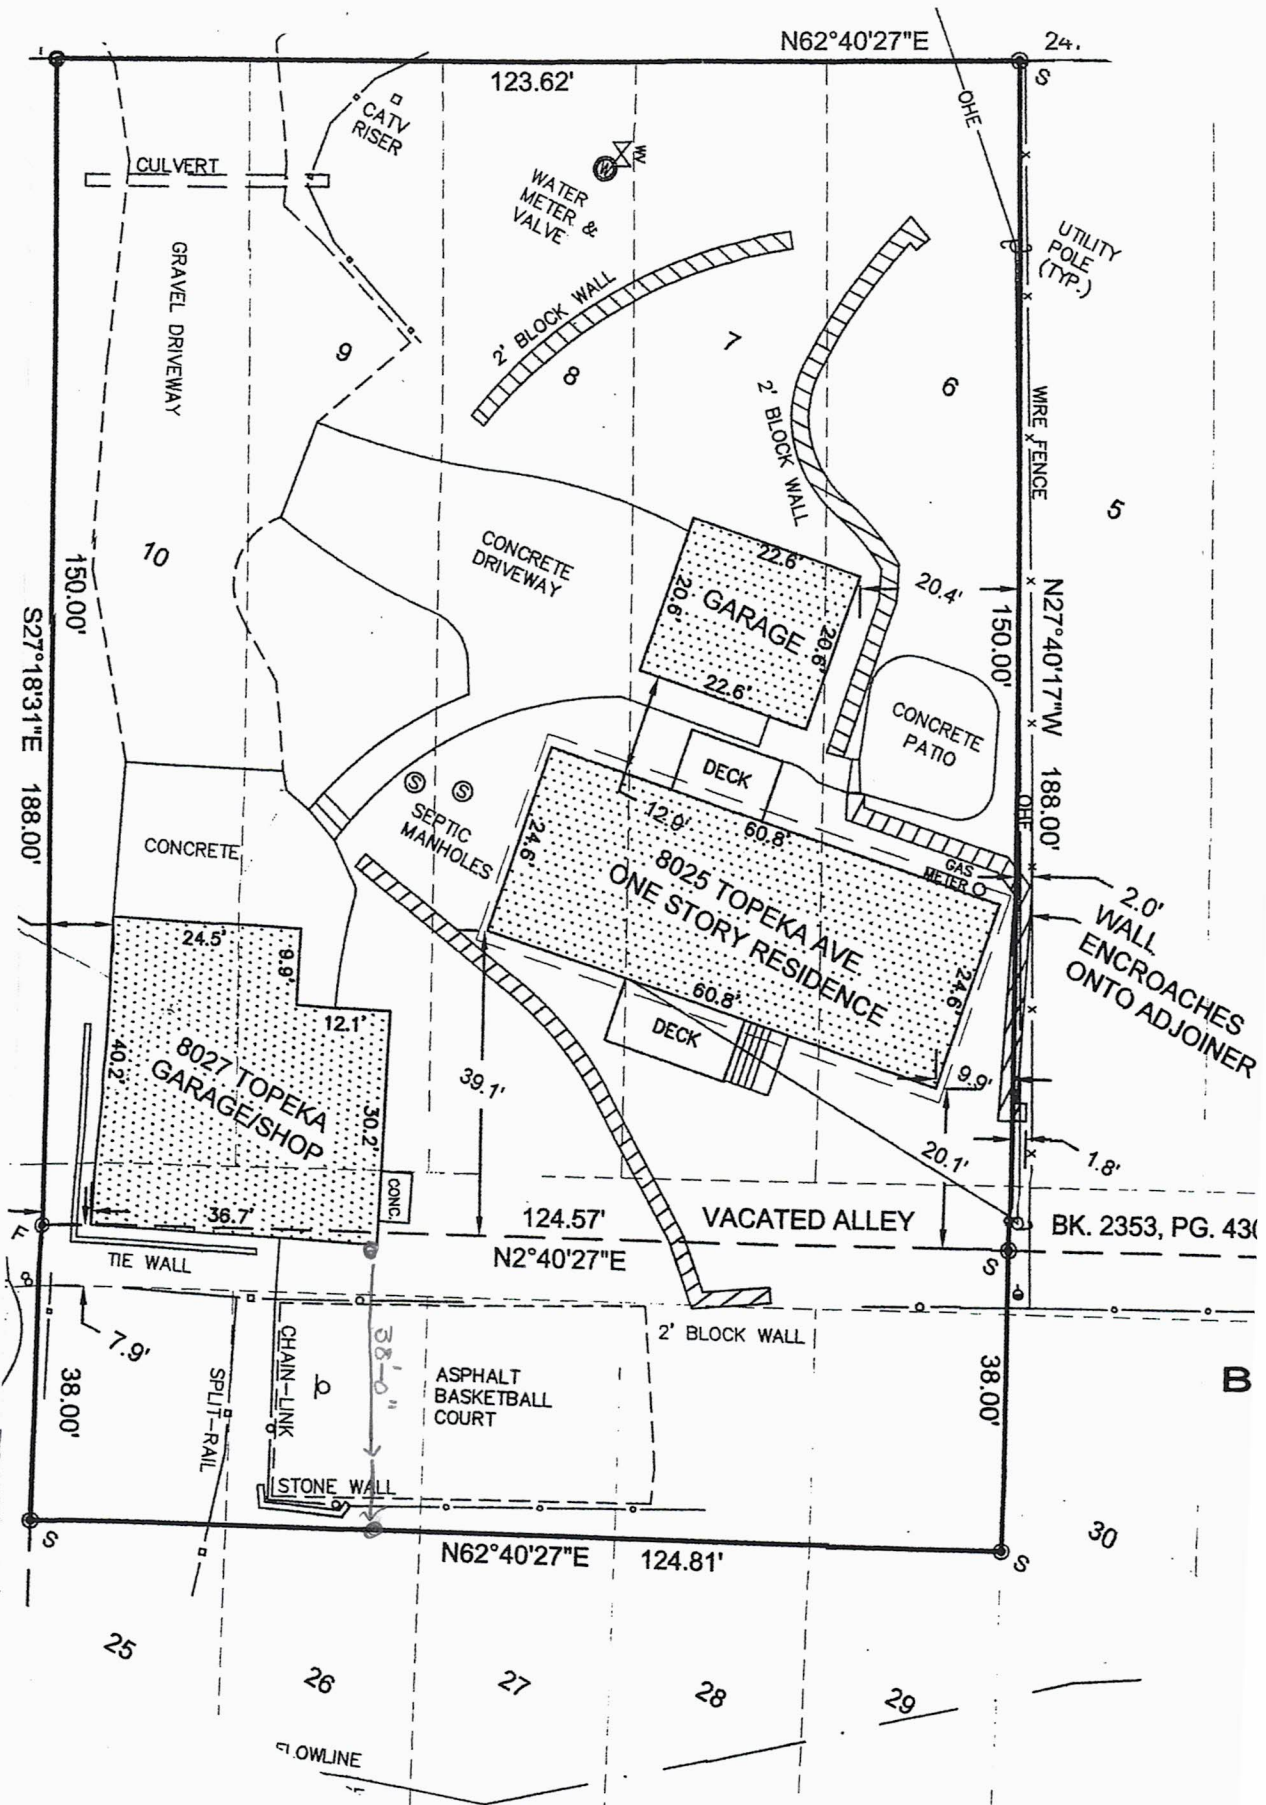 N62°40'27"E
24.
S
123.62'
OHE
CATV
RISER
CULVERT
W
WV
WATER
METER &
VALVE
UTILITY
POLE
(TYP.)
GRAVEL DRIVEWAY
2' BLOCK WALL
9
8
7
6
2' BLOCK WALL
WIRE FENCE
5
10
CONCRETE
DRIVEWAY
22.6'
20.6'
GARAGE
20.6'
22.6'
20.4'
150.00'
S27°18'31"E 188.00'
150.00'
N27°40'17"W 188.00'
CONCRETE
PATIO
DECK
S
S
SEPTIC
MANHOLES
OHE
CONCRETE
24.6'
12.9'
60.8'
8025 TOPEKA AVE
ONE STORY RESIDENCE
GAS
METER
2.0'
WALL
ENCROACHES
ONTO ADJOINER
24.5'
9.9'
12.1'
60.8'
24.6'
DECK
40.2'
8027 TOPEKA
GARAGE/SHOP
30.2'
39.1'
9.9'
20.1'
1.8'
CONC.
36.7'
124.57'
VACATED ALLEY
BK. 2353, PG. 430
F
TIE WALL
N2°40'27"E
S
7.9'
2' BLOCK WALL
38.00'
SPLIT-RAIL
CHAIN-LINK
38'-0"
ASPHALT
BASKETBALL
COURT
38.00'
B
STONE WALL
S
N62°40'27"E 124.81'
S
30
25
26
27
28
29
FLOWLINE